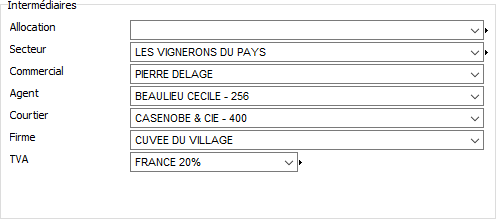 Intermédiaires
Allocation
Secteur LES VIGNERONS DU PAYS
Commercial PIERRE DELAGE
Agent BEAULIEU CECILE - 256
Courtier CASENOBE & CIE - 400
Firme CUVEE DU VILLAGE
TVA FRANCE 20%